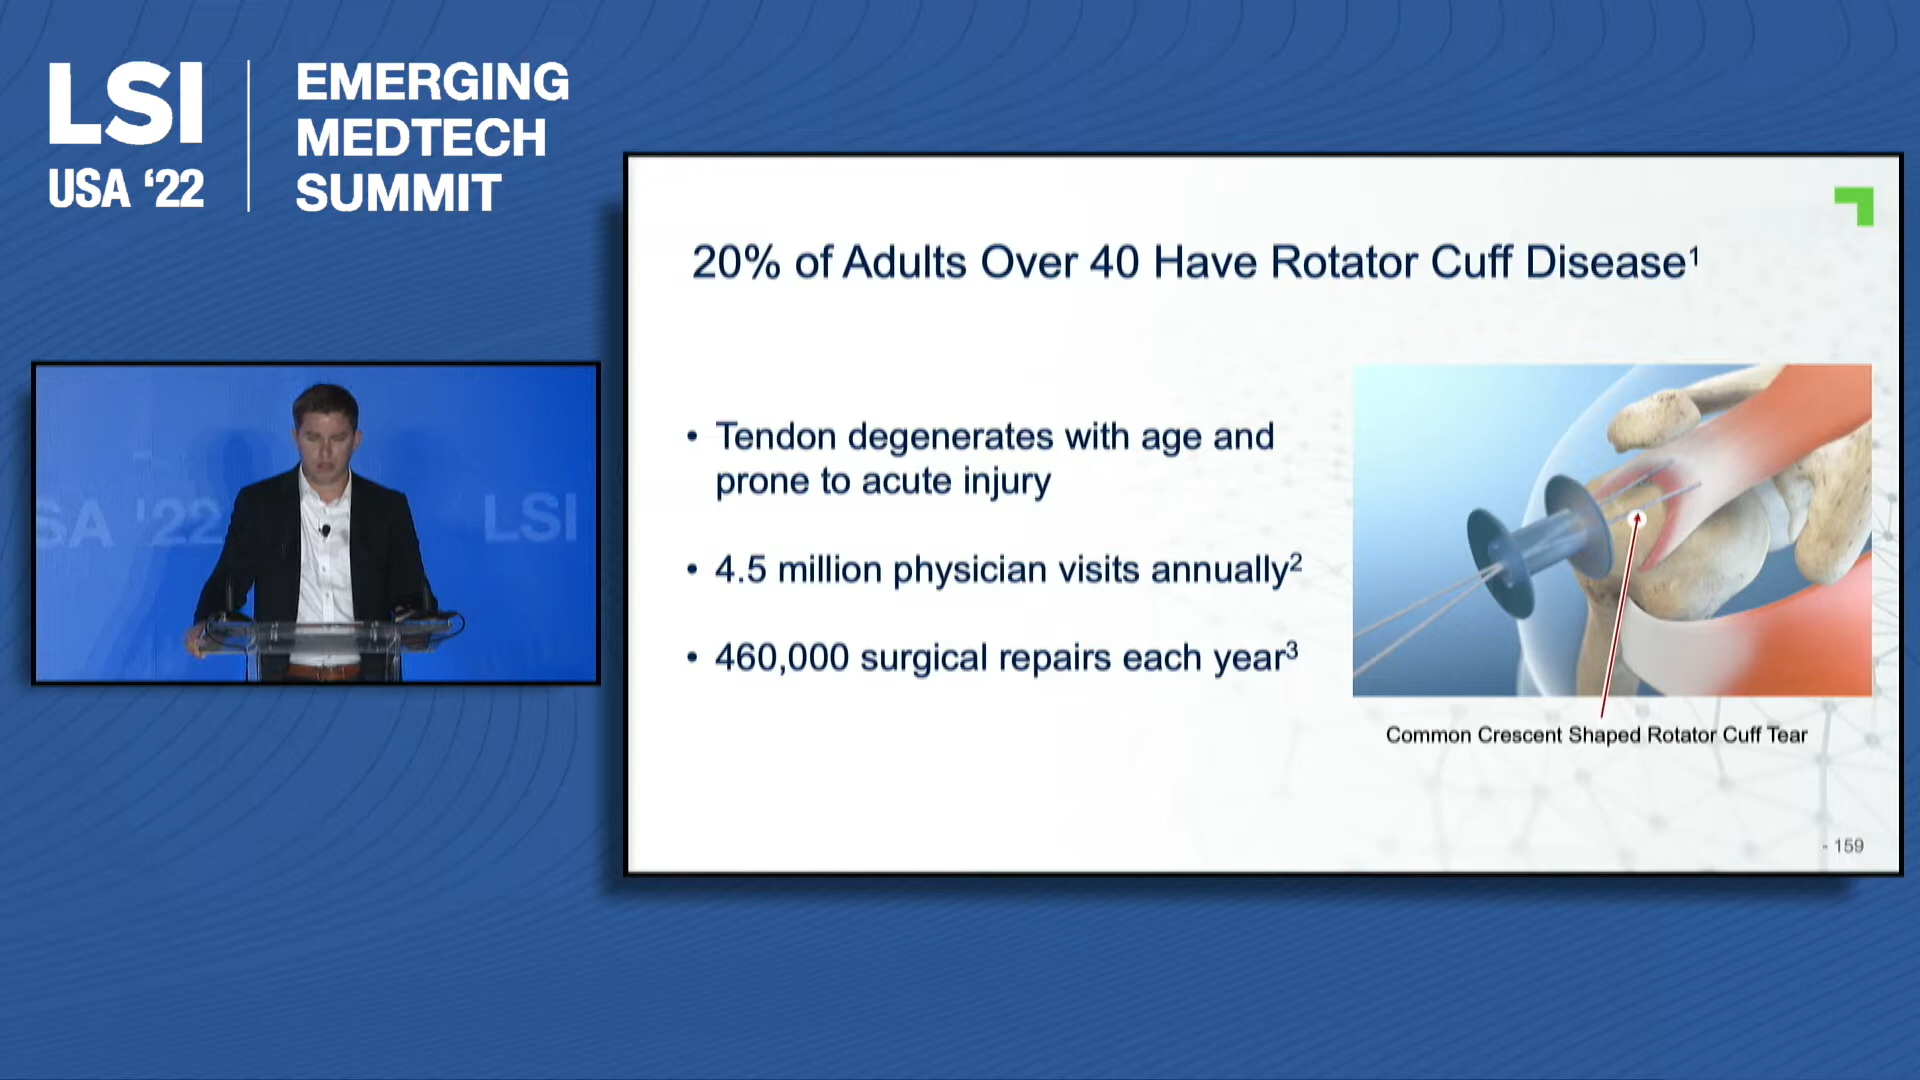 LSI
USA ‘22
EMERGING
MEDTECH
SUMMIT
SA '22
LSI
20% of Adults Over 40 Have Rotator Cuff Disease¹
• Tendon degenerates with age and
prone to acute injury
• 4.5 million physician visits annually²
• 460,000 surgical repairs each year³
Common Crescent Shaped Rotator Cuff Tear
- 159